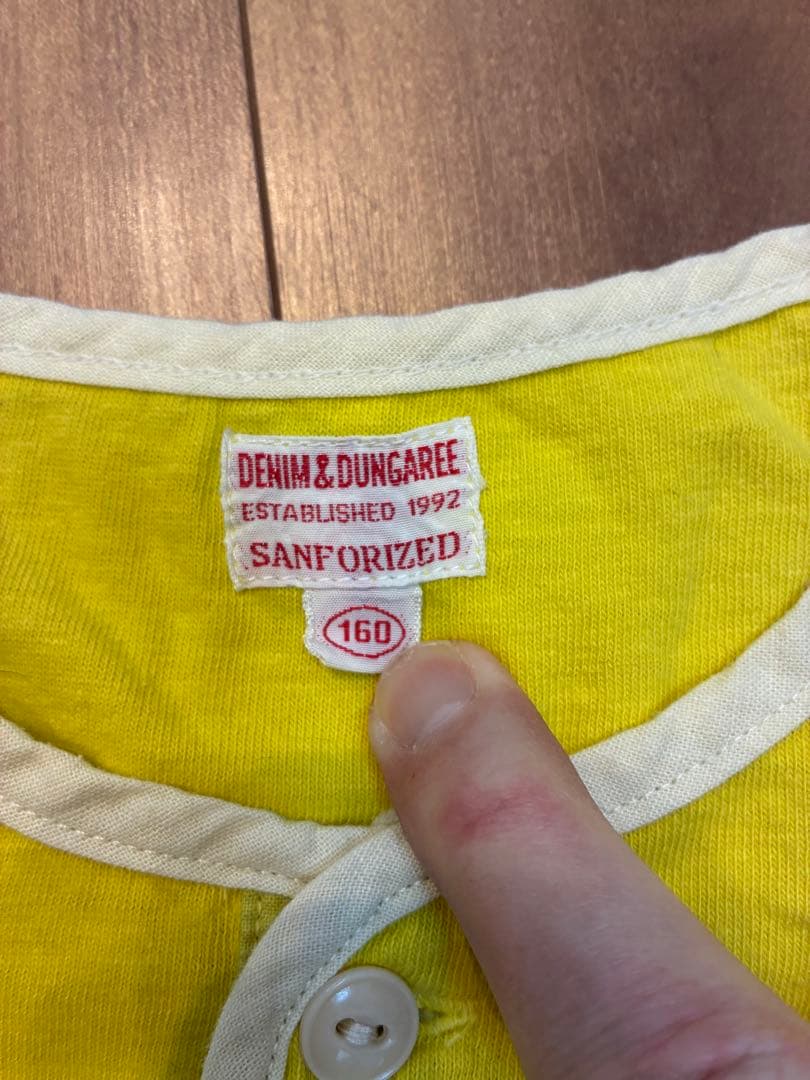 DENIM & DUNGAREE
ESTABLISHED 1992
SANFORIZED
160